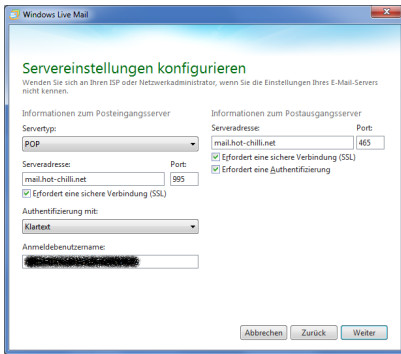 Windows Live Mail
Servereinstellungen konfigurieren
Wenden Sie sich an Ihren ISP oder Netzwerkadministrator, wenn Sie die Einstellungen Ihres E-Mail-Servers
nicht kennen.
Informationen zum Posteingangsserver
Servertyp:
POP
Serveradresse: Port:
mail.hot-chilli.net 995
Erfordert eine sichere Verbindung (SSL)
Authentifizierung mit:
Klartext
Anmeldebenutzername:
Informationen zum Postausgangsserver
Serveradresse: Port:
mail.hot-chilli.net 465
Erfordert eine sichere Verbindung (SSL)
Erfordert eine Authentifizierung
Abbrechen Zurück Weiter